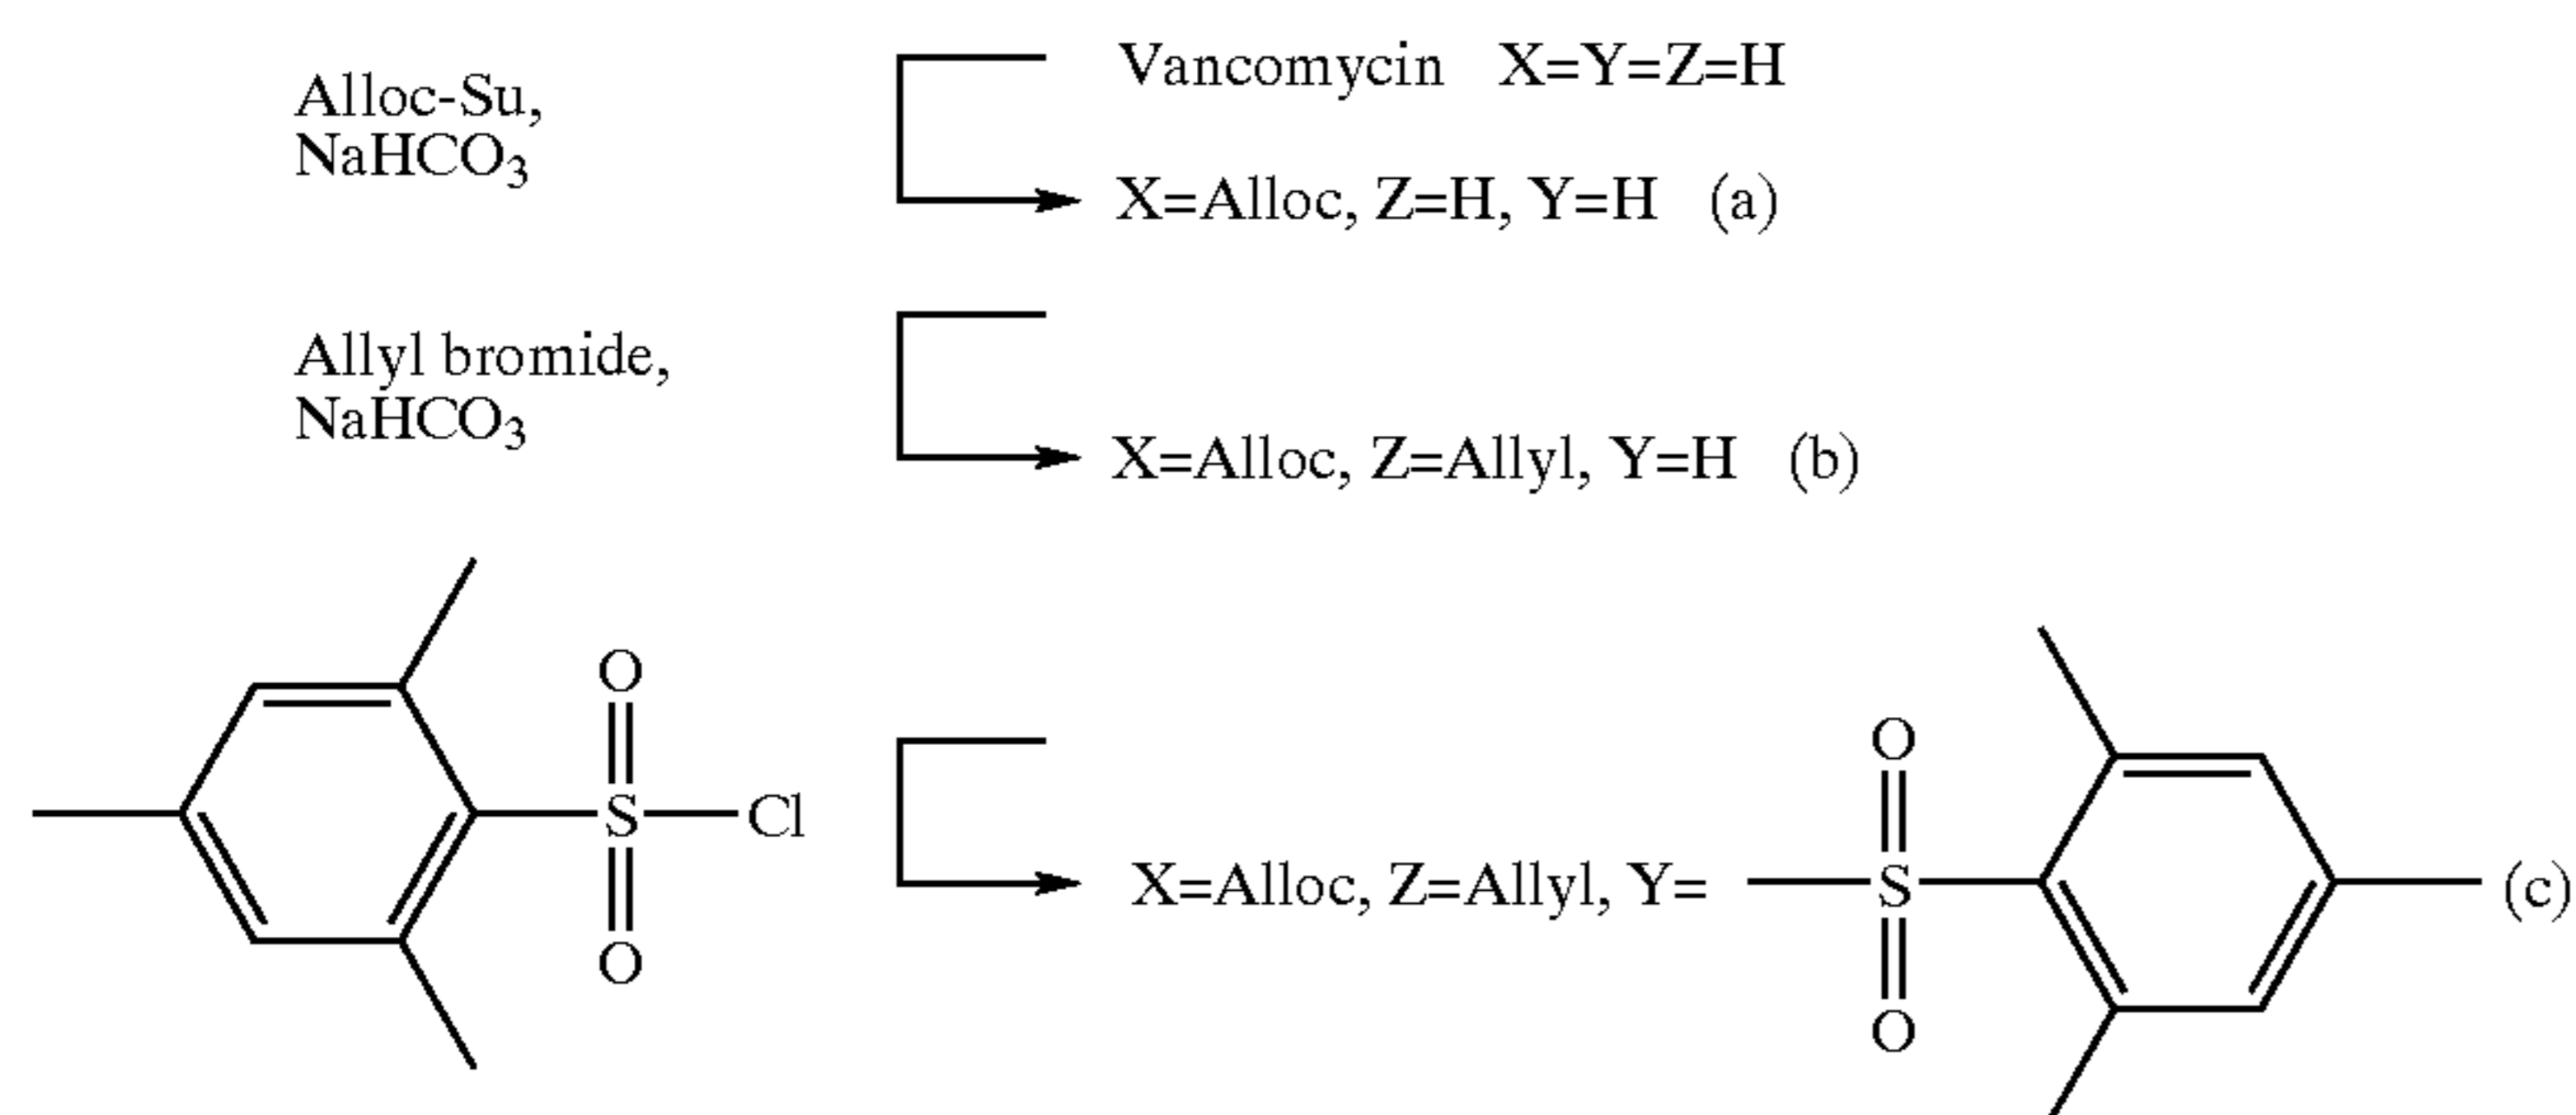 Alloc-Su,
NaHCO3
Vancomycin X=Y=Z=H
X=Alloc, Z=H, Y=H (a)
Allyl bromide,
NaHCO3
X=Alloc, Z=Allyl, Y=H (b)
O
S Cl
O
O
X=Alloc, Z=Allyl, Y= S (c)
O